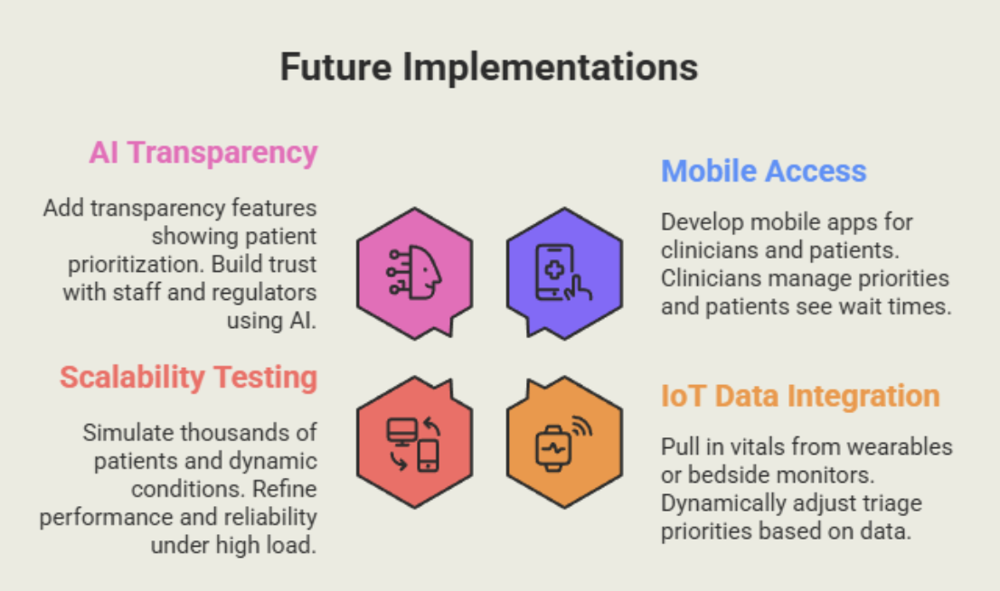 Future Implementations
AI Transparency
Add transparency features
showing patient
prioritization. Build trust
with staff and regulators
using AI.
Mobile Access
Develop mobile apps for
clinicians and patients.
Clinicians manage priorities
and patients see wait times.
Scalability Testing
Simulate thousands of
patients and dynamic
conditions. Refine
performance and reliability
under high load.
IoT Data Integration
Pull in vitals from wearables
or bedside monitors.
Dynamically adjust triage
priorities based on data.